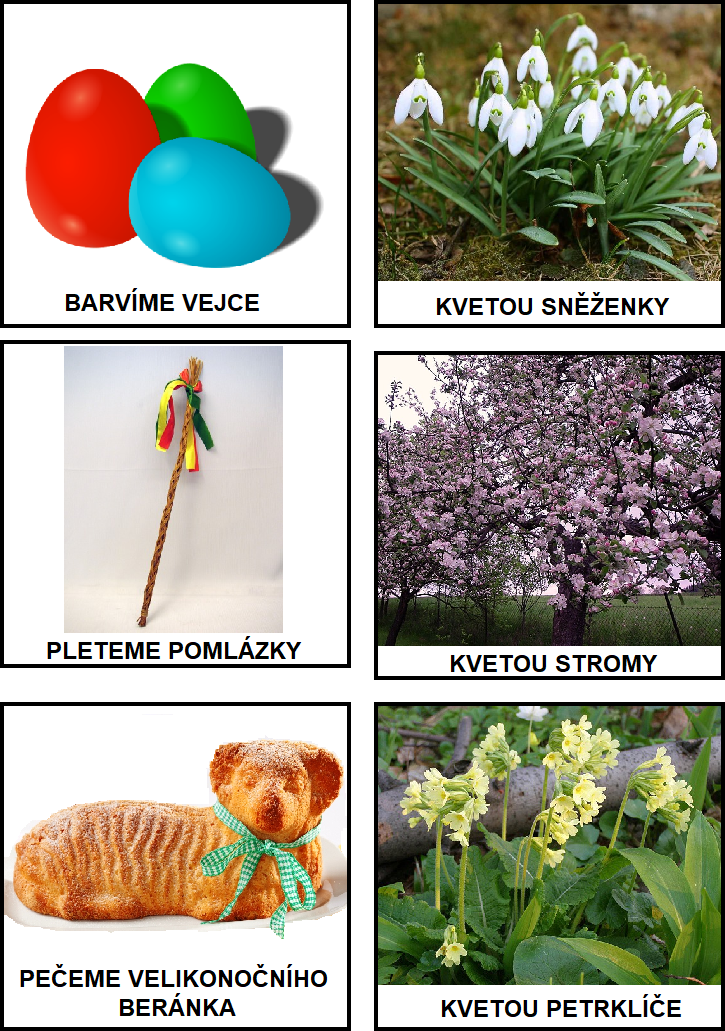 BARVÍME VEJCE
KVETOU SNĚŽENKY
PLETEME POMLÁZKY
KVETOU STROMY
PEČEME VELIKONOČNÍHO
BERÁNKA
KVETOU PETRKLÍČE